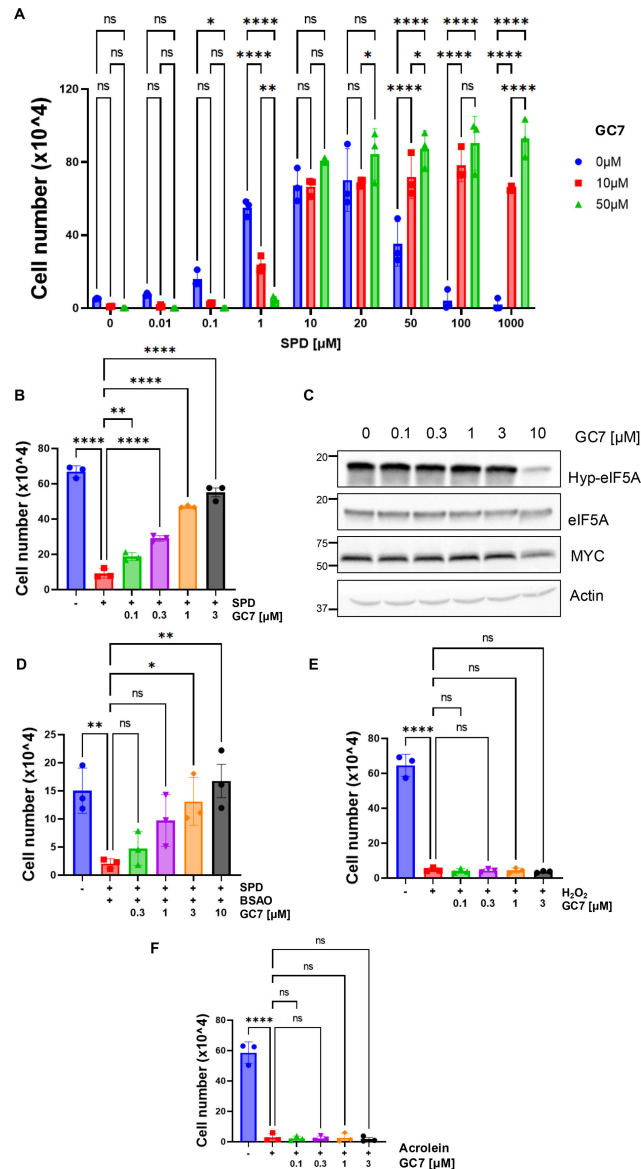 A
ns ns * **** ns ns **** **** ****
ns ns ns **** ns * * **** ****
ns ns ns ** ns ns **** ns ****
Cell number (x10^4)
120
80
40
0
0 0.01 0.1 1 10 20 50 100 1000
SPD [µM]
GC7
0µM
10µM
50µM
B
****
****
**
**** ****
Cell number (x10^4)
80
60
40
20
0
- + + + + + SPD
0.1 0.3 1 3 GC7 [µM]
C
0 0.1 0.3 1 3 10 GC7 [µM]
20
Hyp-eIF5A
20
eIF5A
75
50
MYC
37
Actin
D
**
*
ns
** ns
Cell number (x10^4)
25
20
15
10
5
0
- + + + + + SPD
- + + + + + BSAO
0.3 1 3 10 GC7 [µM]
E
ns
ns
ns
**** ns
Cell number (x10^4)
80
60
40
20
0
- + + + + + H₂O₂
0.1 0.3 1 3 GC7 [µM]
F
ns
ns
ns
**** ns
Cell number (x10^4)
80
60
40
20
0
- + + + + + Acrolein
0.1 0.3 1 3 GC7 [µM]